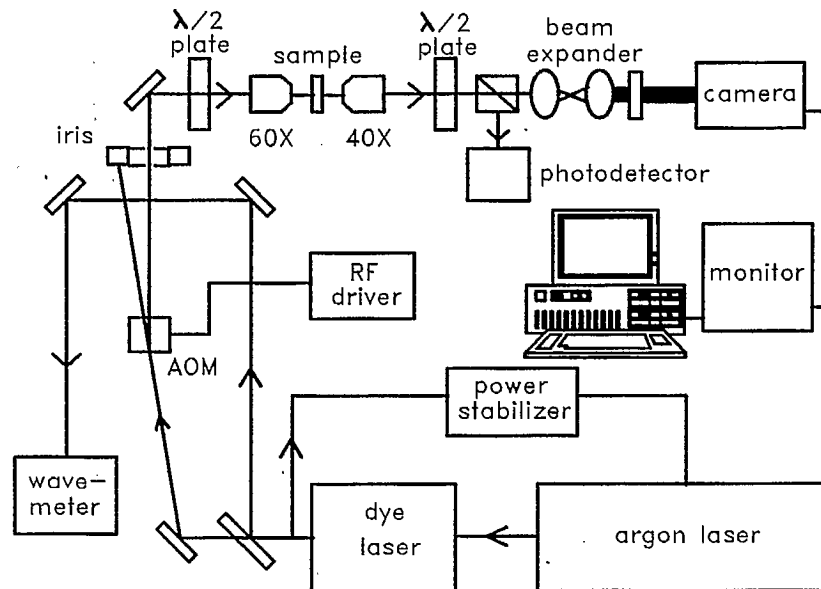 λ/2
plate
sample
λ/2
plate
beam
expander
camera
iris
60X
40X
photodetector
RF
driver
monitor
AOM
power
stabilizer
wave-
meter
dye
laser
argon laser